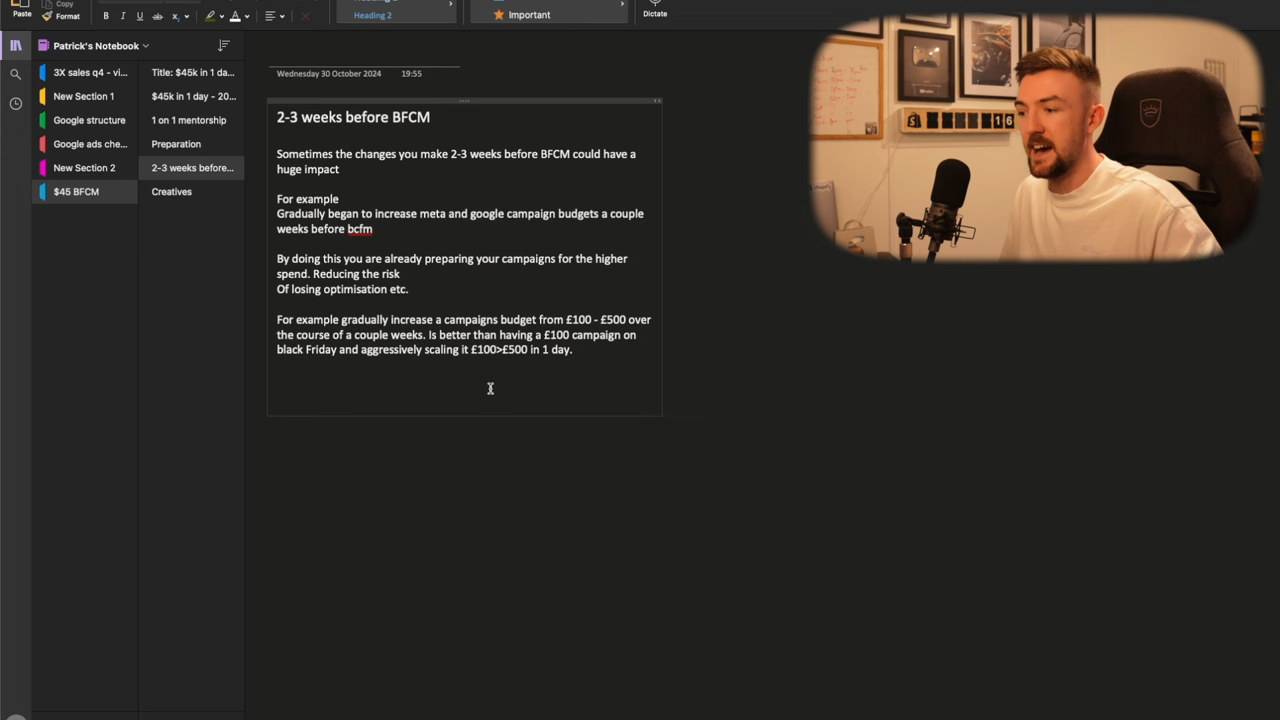 Copy
Paste
Format
B I U ab x
A
Heading 2
Important
Dictate
Patrick's Notebook
3X sales q4 - vi...
Title: $45k in 1 da...
New Section 1
$45k in 1 day - 20...
Google structure
1 on 1 mentorship
Google ads che...
Preparation
New Section 2
2-3 weeks before...
$45 BFCM
Creatives
Wednesday 30 October 2024 19:55
2-3 weeks before BFCM
Sometimes the changes you make 2-3 weeks before BFCM could have a
huge impact
For example
Gradually began to increase meta and google campaign budgets a couple
weeks before bcfm
By doing this you are already preparing your campaigns for the higher
spend. Reducing the risk
Of losing optimisation etc.
For example gradually increase a campaigns budget from £100 - £500 over
the course of a couple weeks. Is better than having a £100 campaign on
black Friday and aggressively scaling it £100>£500 in 1 day.